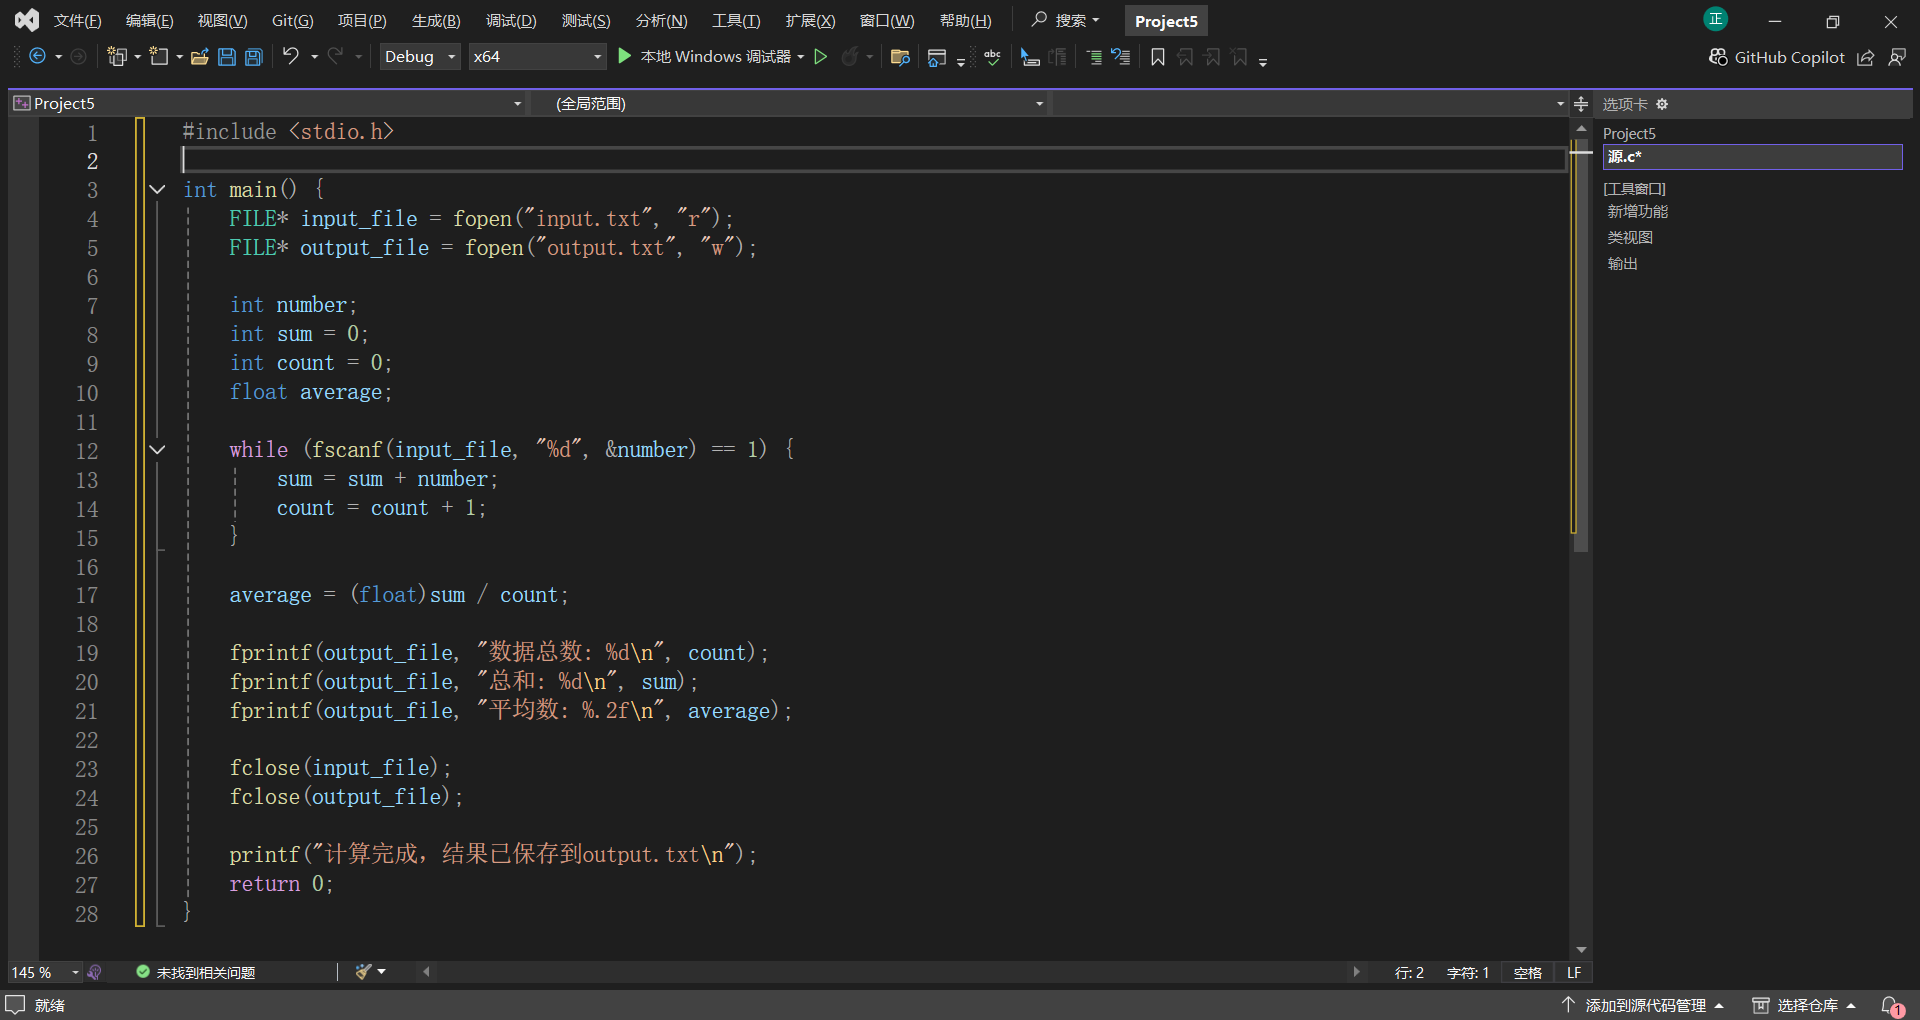 文件(F) 编辑(E) 视图(V) Git(G) 项目(P) 生成(B) 调试(D) 测试(S) 分析(N) 工具(T) 扩展(X) 窗口(W) 帮助(H) 搜索 Project5 正
Debug x64 本地 Windows 调试器 abc GitHub Copilot
Project5 (全局范围) 选项卡
Project5
源.c*
[工具窗口]
新增功能
类视图
输出
1 #include <stdio.h>
2
3 int main() {
4 FILE* input_file = fopen("input.txt", "r");
5 FILE* output_file = fopen("output.txt", "w");
6
7 int number;
8 int sum = 0;
9 int count = 0;
10 float average;
11
12 while (fscanf(input_file, "%d", &number) == 1) {
13 sum = sum + number;
14 count = count + 1;
15 }
16
17 average = (float)sum / count;
18
19 fprintf(output_file, "数据总数: %d\n", count);
20 fprintf(output_file, "总和: %d\n", sum);
21 fprintf(output_file, "平均数: %.2f\n", average);
22
23 fclose(input_file);
24 fclose(output_file);
25
26 printf("计算完成，结果已保存到output.txt\n");
27 return 0;
28 }
145 % 未找到相关问题 行: 2 字符: 1 空格 LF
就绪 添加到源代码管理 选择仓库 1